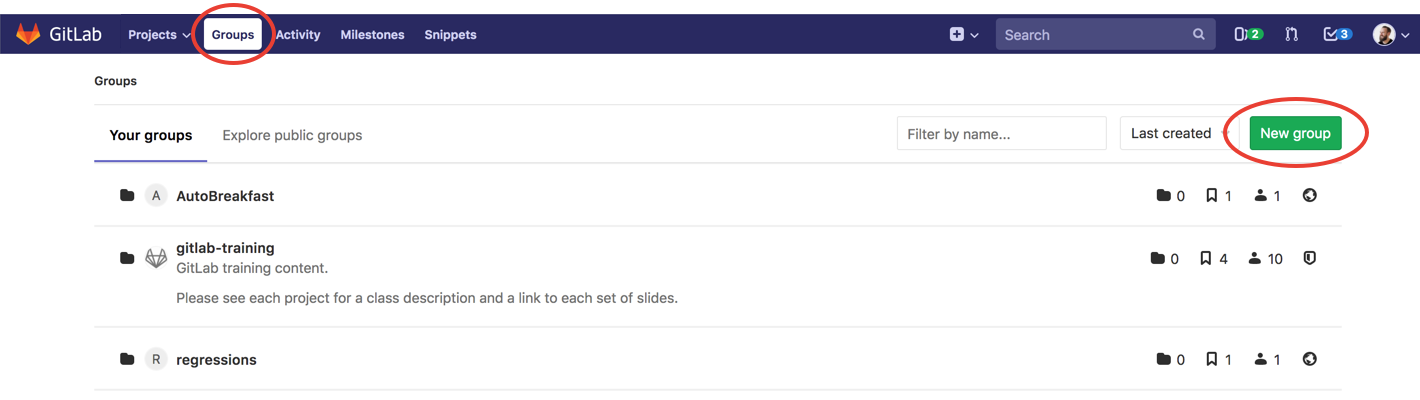 GitLab Projects Groups Activity Milestones Snippets Search 2 3
Groups
Your groups Explore public groups Filter by name... Last created New group
A AutoBreakfast 0 1 1
gitlab-training
GitLab training content. 0 4 10
Please see each project for a class description and a link to each set of slides.
R regressions 0 1 1